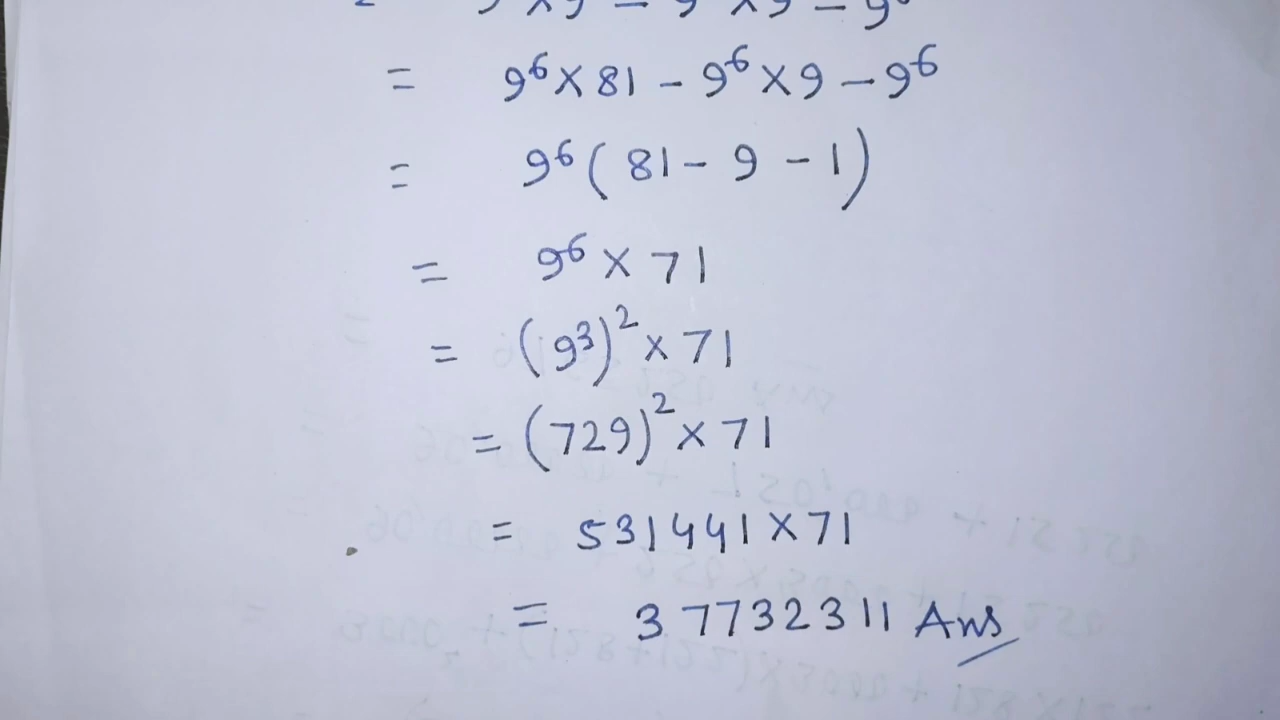 = 9⁶ × 81 - 9⁶ × 9 - 9⁶
= 9⁶ ( 81 - 9 - 1 )
= 9⁶ × 71
= (9³)² × 71
= (729)² × 71
= 531441 × 71
= 37732311 Ans